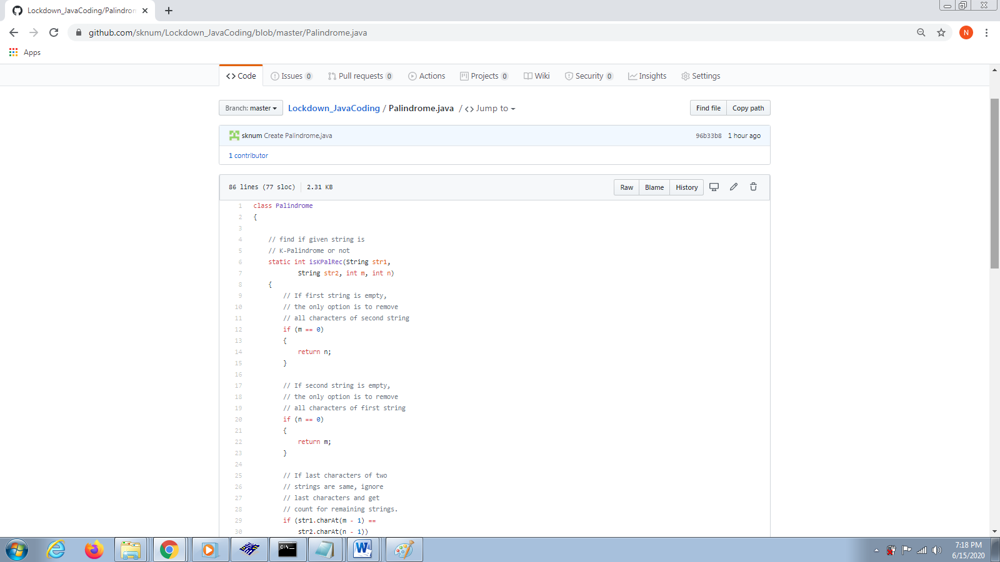 Lockdown_JavaCoding/Palindrom
github.com/sknum/Lockdown_JavaCoding/blob/master/Palindrome.java
N
Apps
<> Code
Issues 0
Pull requests 0
Actions
Projects 0
Wiki
Security 0
Insights
Settings
Branch: master
Lockdown_JavaCoding / Palindrome.java / <> Jump to
Find file
Copy path
sknum Create Palindrome.java
96b33b8 1 hour ago
1 contributor
86 lines (77 sloc) 2.31 KB
Raw
Blame
History
1 class Palindrome
2 {
3
4 // find if given string is
5 // K-Palindrome or not
6 static int isKPalRec(String str1,
7 String str2, int m, int n)
8 {
9 // If first string is empty,
10 // the only option is to remove
11 // all characters of second string
12 if (m == 0)
13 {
14 return n;
15 }
16
17 // If second string is empty,
18 // the only option is to remove
19 // all characters of first string
20 if (n == 0)
21 {
22 return m;
23 }
24
25 // If last characters of two
26 // strings are same, ignore
27 // last characters and get
28 // count for remaining strings.
29 if (str1.charAt(m - 1) ==
30 str2.charAt(n - 1))
C:\_
W
7:18 PM
6/15/2020